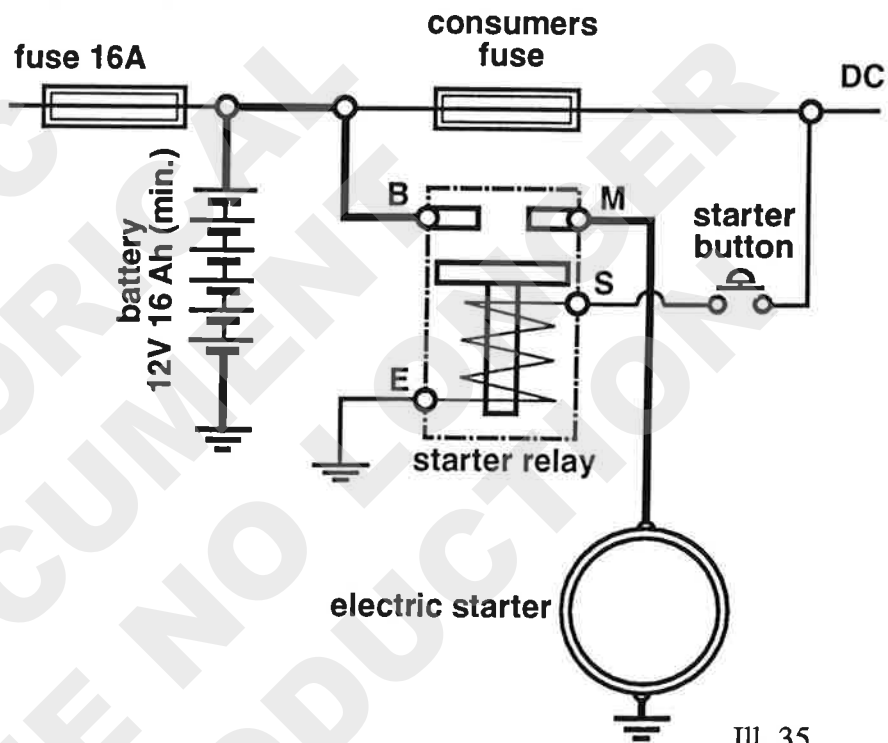 consumers
fuse
fuse 16A
DC
battery
12V 16 Ah (min.)
B
M
starter
button
S
E
starter relay
electric starter
Ill. 35